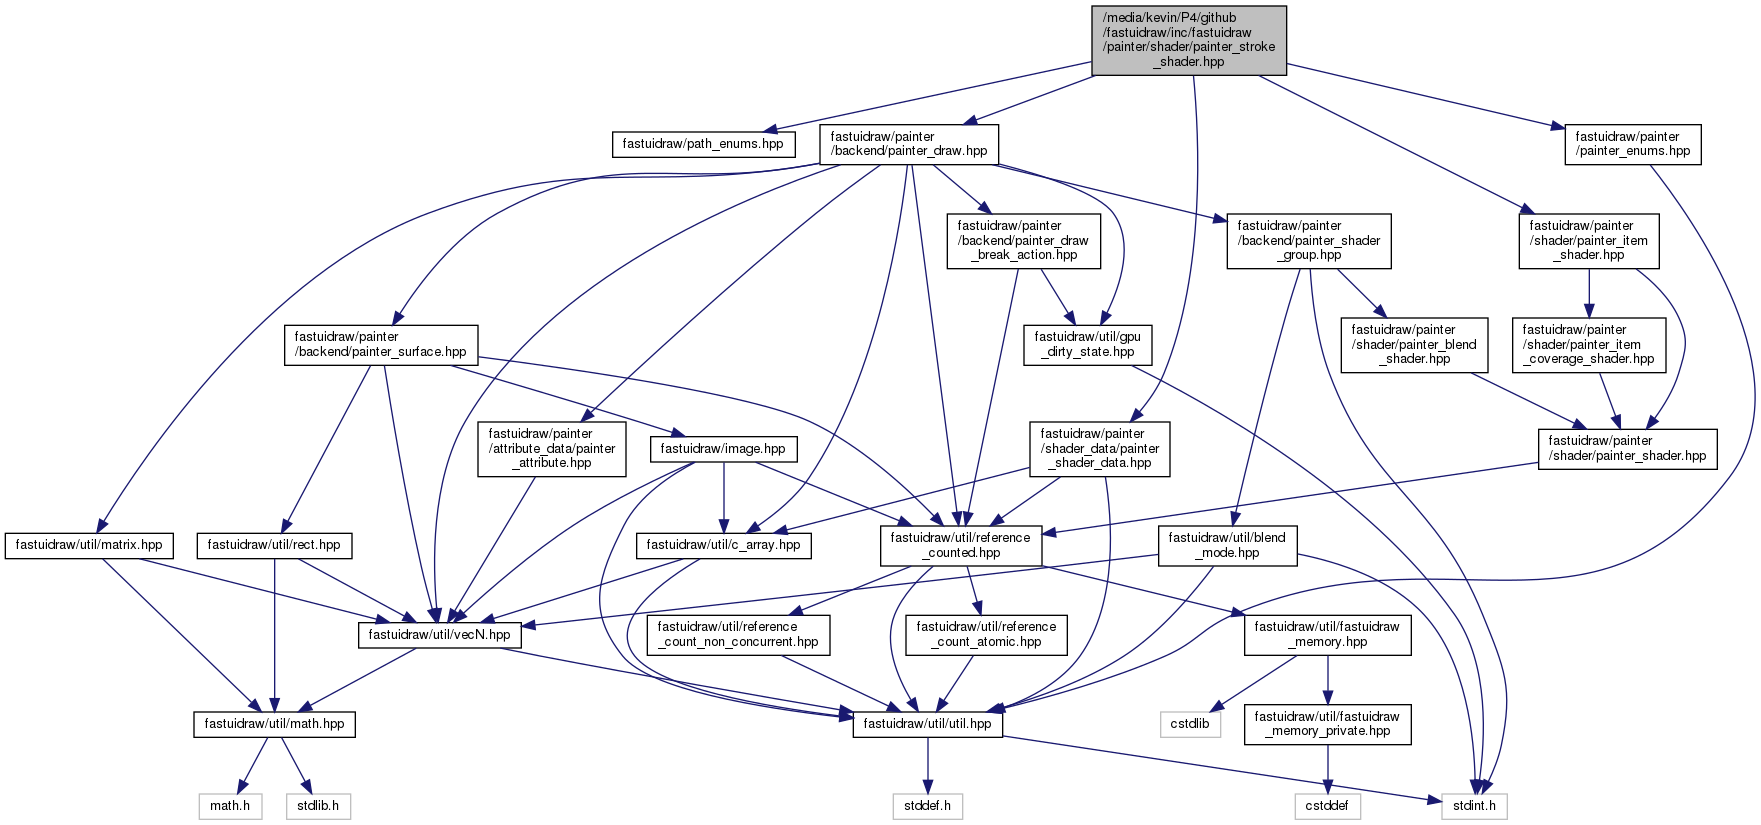 /media/kevin/P4/github
/fastuidraw/inc/fastuidraw
/painter/shader/painter_stroke
_shader.hpp
fastuidraw/path_enums.hpp
fastuidraw/painter
/backend/painter_draw.hpp
fastuidraw/painter
/painter_enums.hpp
fastuidraw/painter
/backend/painter_draw
_break_action.hpp
fastuidraw/painter
/backend/painter_shader
_group.hpp
fastuidraw/painter
/shader/painter_item
_shader.hpp
fastuidraw/painter
/backend/painter_surface.hpp
fastuidraw/util/gpu
_dirty_state.hpp
fastuidraw/painter
/shader/painter_blend
_shader.hpp
fastuidraw/painter
/shader/painter_item
_coverage_shader.hpp
fastuidraw/painter
/attribute_data/painter
_attribute.hpp
fastuidraw/image.hpp
fastuidraw/painter
/shader_data/painter
_shader_data.hpp
fastuidraw/painter
/shader/painter_shader.hpp
fastuidraw/util/matrix.hpp
fastuidraw/util/rect.hpp
fastuidraw/util/c_array.hpp
fastuidraw/util/reference
_counted.hpp
fastuidraw/util/blend
_mode.hpp
fastuidraw/util/vecN.hpp
fastuidraw/util/reference
_count_non_concurrent.hpp
fastuidraw/util/reference
_count_atomic.hpp
fastuidraw/util/fastuidraw
_memory.hpp
fastuidraw/util/math.hpp
fastuidraw/util/util.hpp
cstdlib
fastuidraw/util/fastuidraw
_memory_private.hpp
math.h
stdlib.h
stddef.h
cstddef
stdint.h